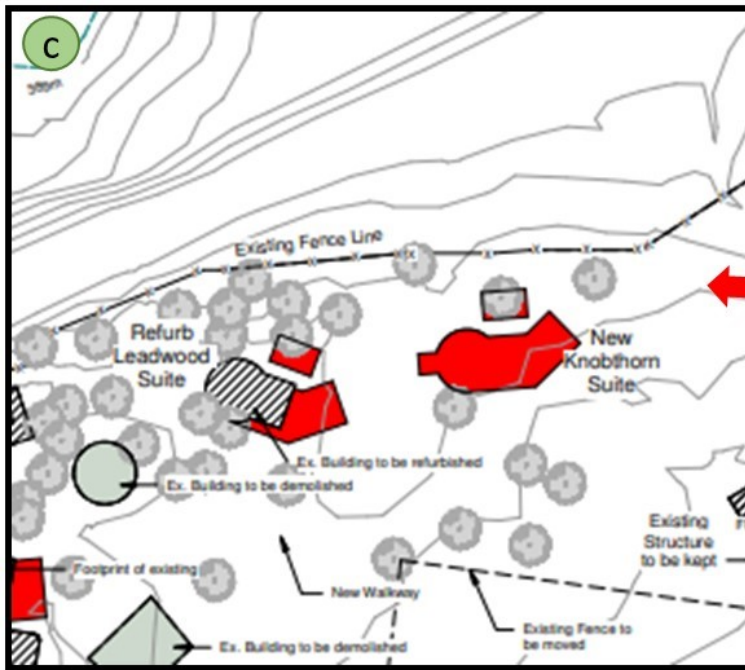 C
Existing Fence Line
Refurb
Leadwood
Suite
New
Knobthorn
Suite
Ex. Building to be refurbished
Ex. Building to be demolished
Existing
Structure
to be kept
Footprint of existing
New Walkway
Existing Fence to
be moved
Ex. Building to be demolished